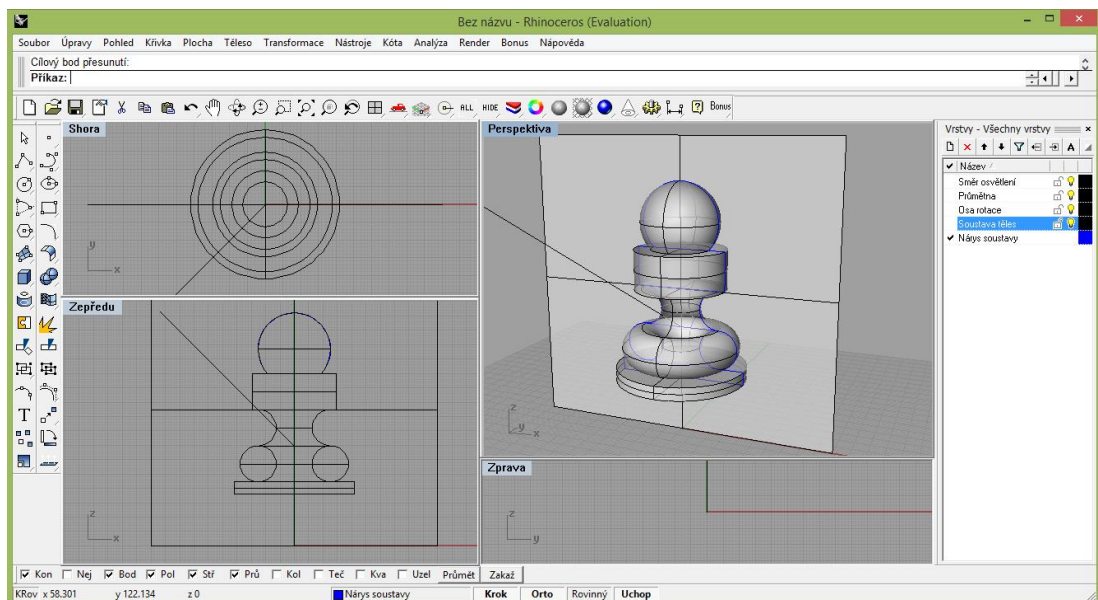 Bez názvu - Rhinoceros (Evaluation)
Soubor Úpravy Pohled Křivka Plocha Těleso Transformace Nástroje Kóta Analýza Render Bonus Nápověda
Cílový bod přesunutí:
Příkaz:
ALL HIDE Bonus
Shora
y
x
Perspektiva
z
y
x
Vrstvy - Všechny vrstvy
Název
Směr osvětlení
Průmětna
Osa rotace
Soustava těles
Nárys soustavy
Zepředu
z
x
Zprava
z
y
Kon Nej Bod Pol Stř Prů Kol Teč Kva Uzel Průmět Zakaž
KRov x 58.301 y 122.134 z 0 Nárys soustavy Krok Orto Rovinný Uchop